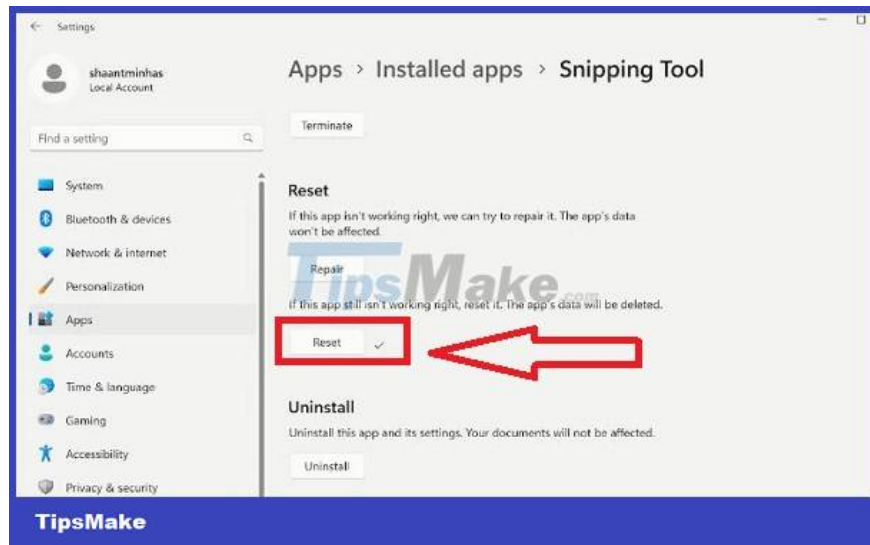 Settings
shaantminhas
Local Account
Find a setting
System
Bluetooth & devices
Network & internet
Personalization
Apps
Accounts
Time & language
Gaming
Accessibility
Privacy & security
Apps > Installed apps > Snipping Tool
Terminate
Reset
If this app isn't working right, we can try to repair it. The app's data
won't be affected.
Repair
TipsMake.com
If this app still isn't working right, reset it. The app's data will be deleted.
Reset
Uninstall
Uninstall this app and its settings. Your documents will not be affected.
Uninstall
TipsMake